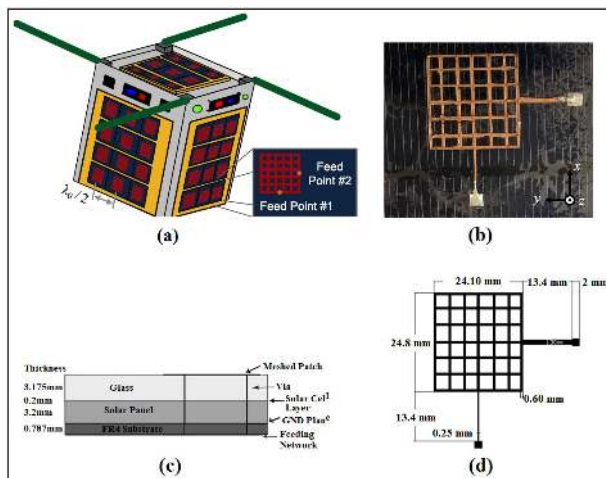 λ₀/2
Feed
Point #2
Feed Point #1
(a)
x
y
z
(b)
Thickness
3.175mm
0.2mm
3.2mm
0.787mm
Glass
Solar Panel
FR4 Substrate
Meshed Patch
Via
Solar Cel l
Layer
GND Plan e
Feeding
Network
(c)
24.10 mm
13.4 mm
2 mm
24.8 mm
0.60 mm
13.4
mm
0.25 mm
(d)